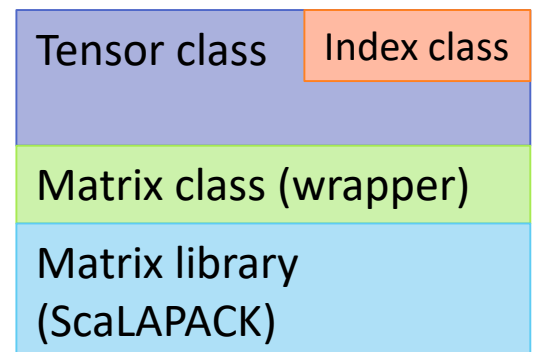 Tensor class
Index class
Matrix class (wrapper)
Matrix library
(ScaLAPACK)